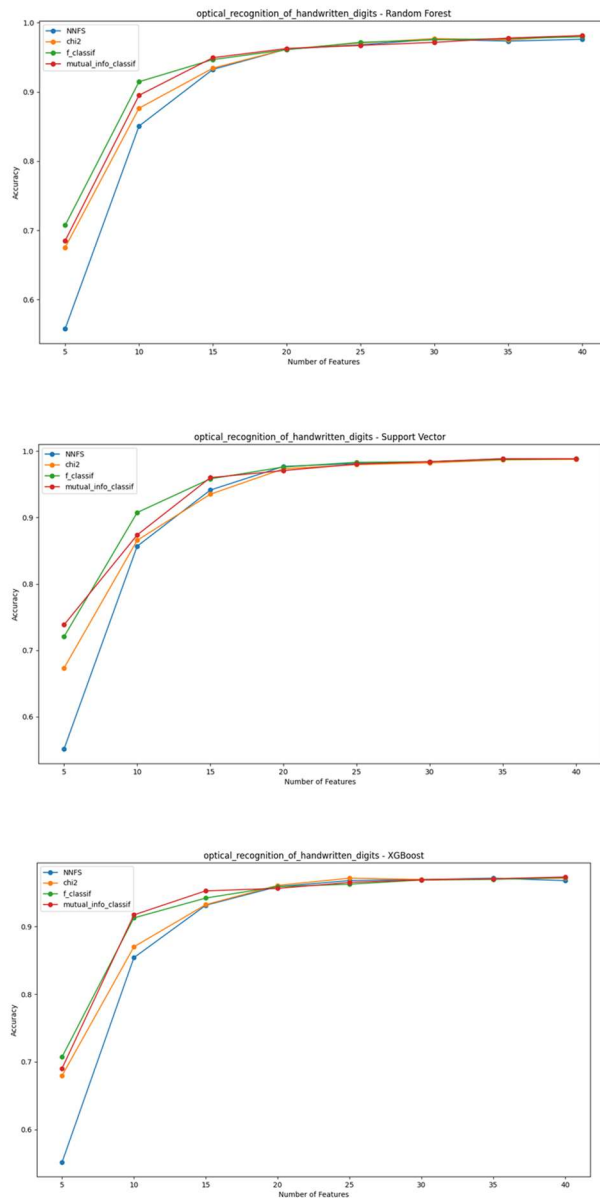 optical_recognition_of_handwritten_digits - Random Forest
NNFS
chi2
f_classif
mutual_info_classif
1.0
0.9
0.8
0.7
0.6
Accuracy
5 10 15 20 25 30 35 40
Number of Features
optical_recognition_of_handwritten_digits - Support Vector
NNFS
chi2
f_classif
mutual_info_classif
1.0
0.9
0.8
0.7
0.6
Accuracy
5 10 15 20 25 30 35 40
Number of Features
optical_recognition_of_handwritten_digits - XGBoost
NNFS
chi2
f_classif
mutual_info_classif
0.9
0.8
0.7
0.6
Accuracy
5 10 15 20 25 30 35 40
Number of Features